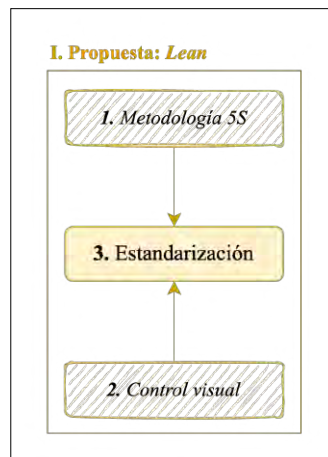 I. Propuesta: Lean
1. Metodología 5S
3. Estandarización
2. Control visual